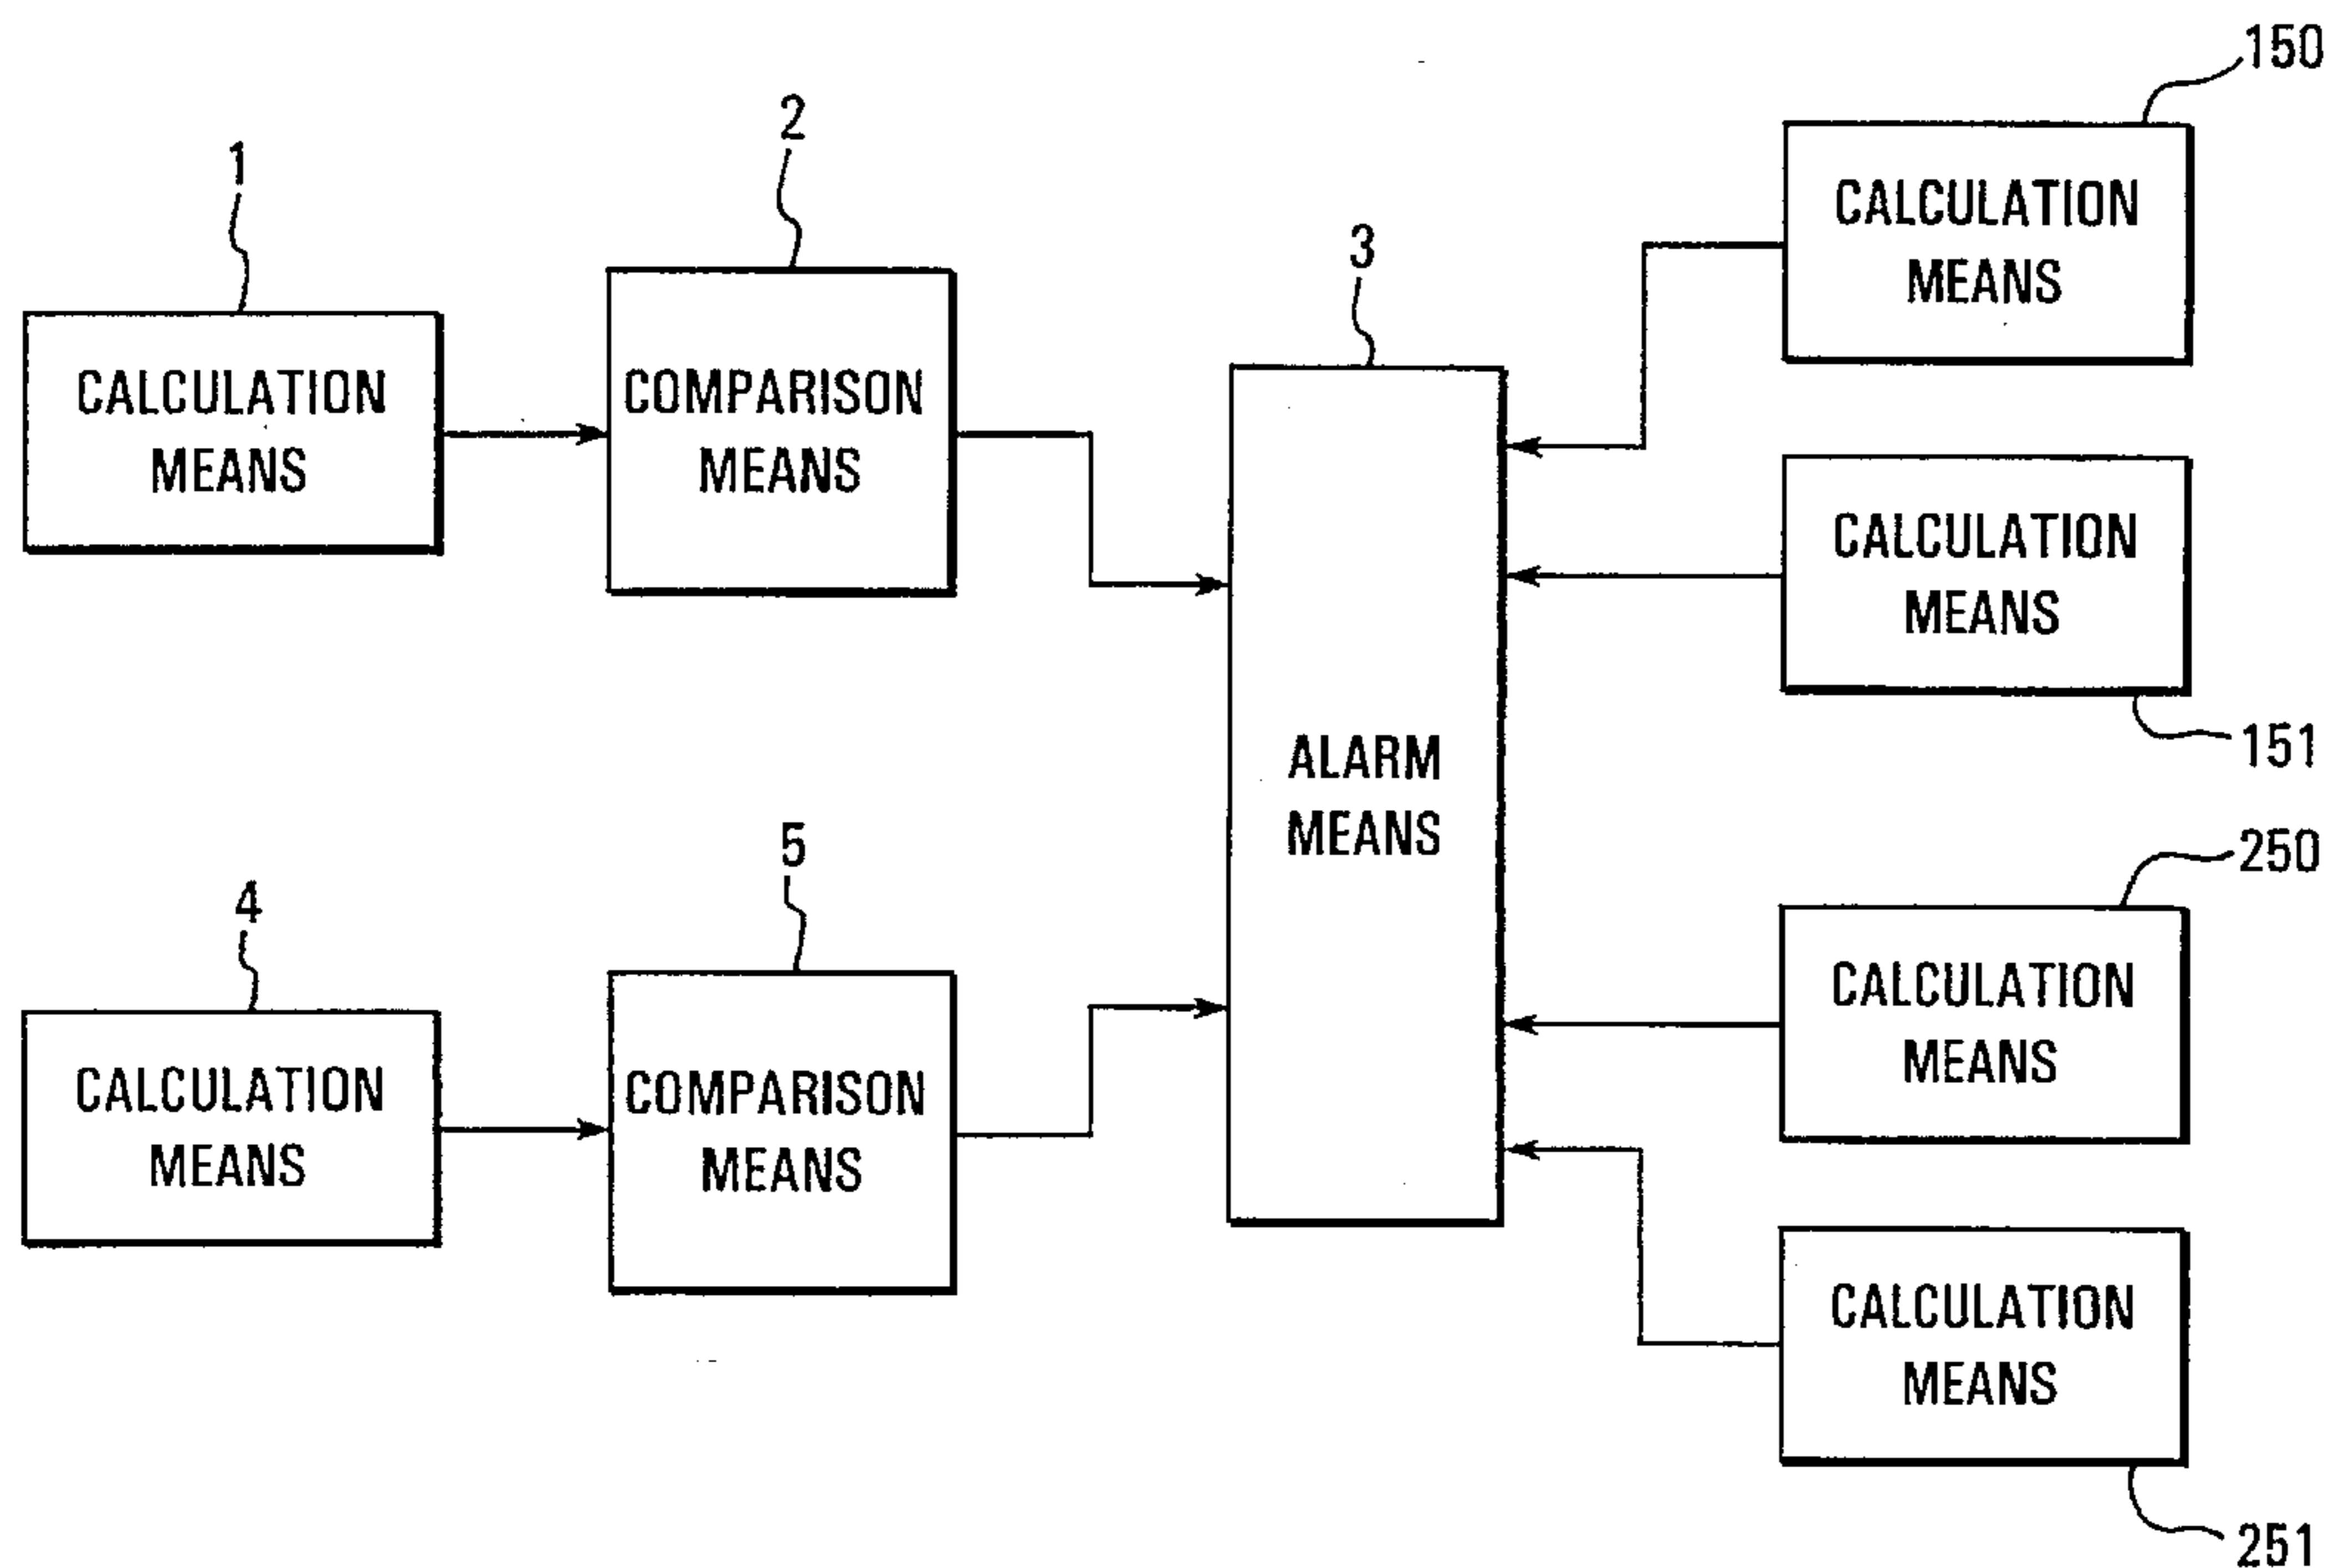 1
CALCULATION
MEANS
2
COMPARISON
MEANS
4
CALCULATION
MEANS
5
COMPARISON
MEANS
3
ALARM
MEANS
150
CALCULATION
MEANS
CALCULATION
MEANS
151
250
CALCULATION
MEANS
CALCULATION
MEANS
251